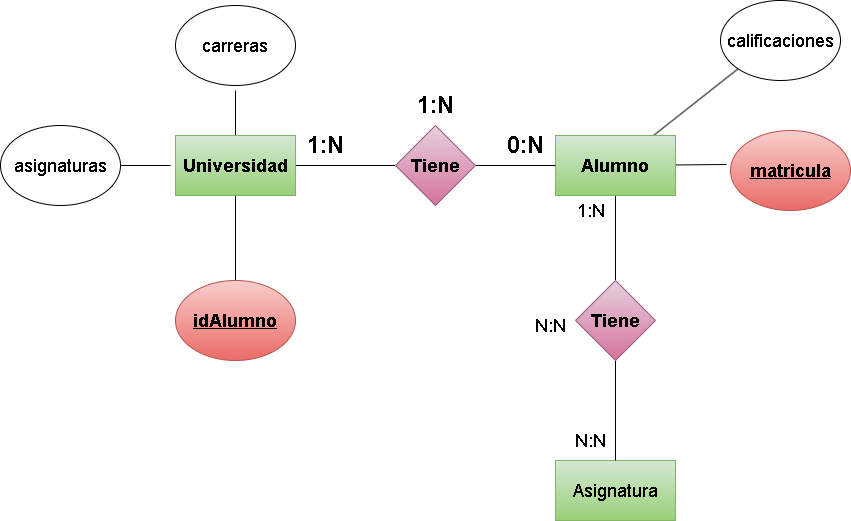 carreras
calificaciones
1:N
asignaturas
Universidad
1:N
Tiene
0:N
Alumno
matricula
1:N
idAlumno
N:N
Tiene
N:N
Asignatura